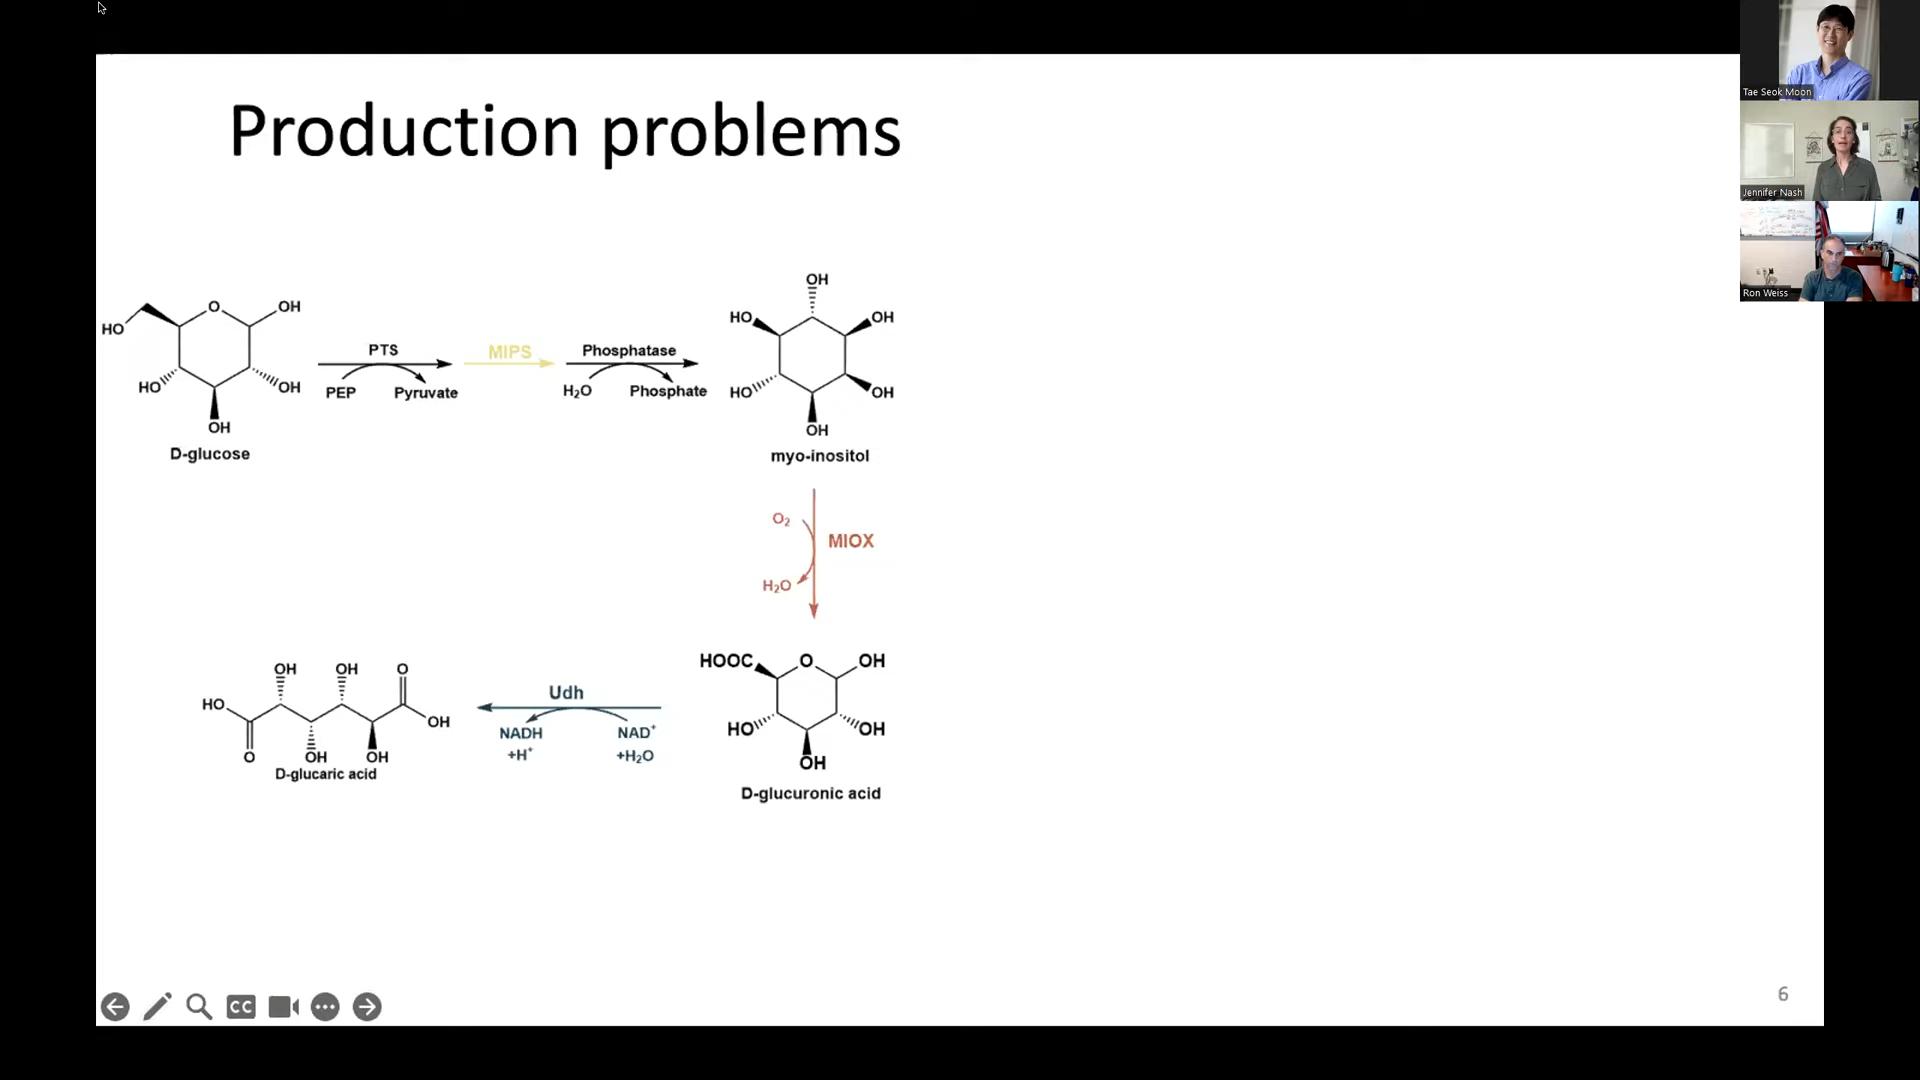 Production problems
Tae Seok Moon
Jennifer Nash
Ron Weiss
HO
O
OH
HO
OH
OH
D-glucose
PTS
PEP
Pyruvate
MIPS
Phosphatase
H₂O
Phosphate
OH
HO
OH
HO
OH
OH
myo-inositol
O₂
MIOX
H₂O
HOOC
O
OH
HO
OH
OH
D-glucuronic acid
Udh
NADH
+H⁺
NAD⁺
+H₂O
OH
OH
O
HO
OH
O
OH
OH
D-glucaric acid
CC
6